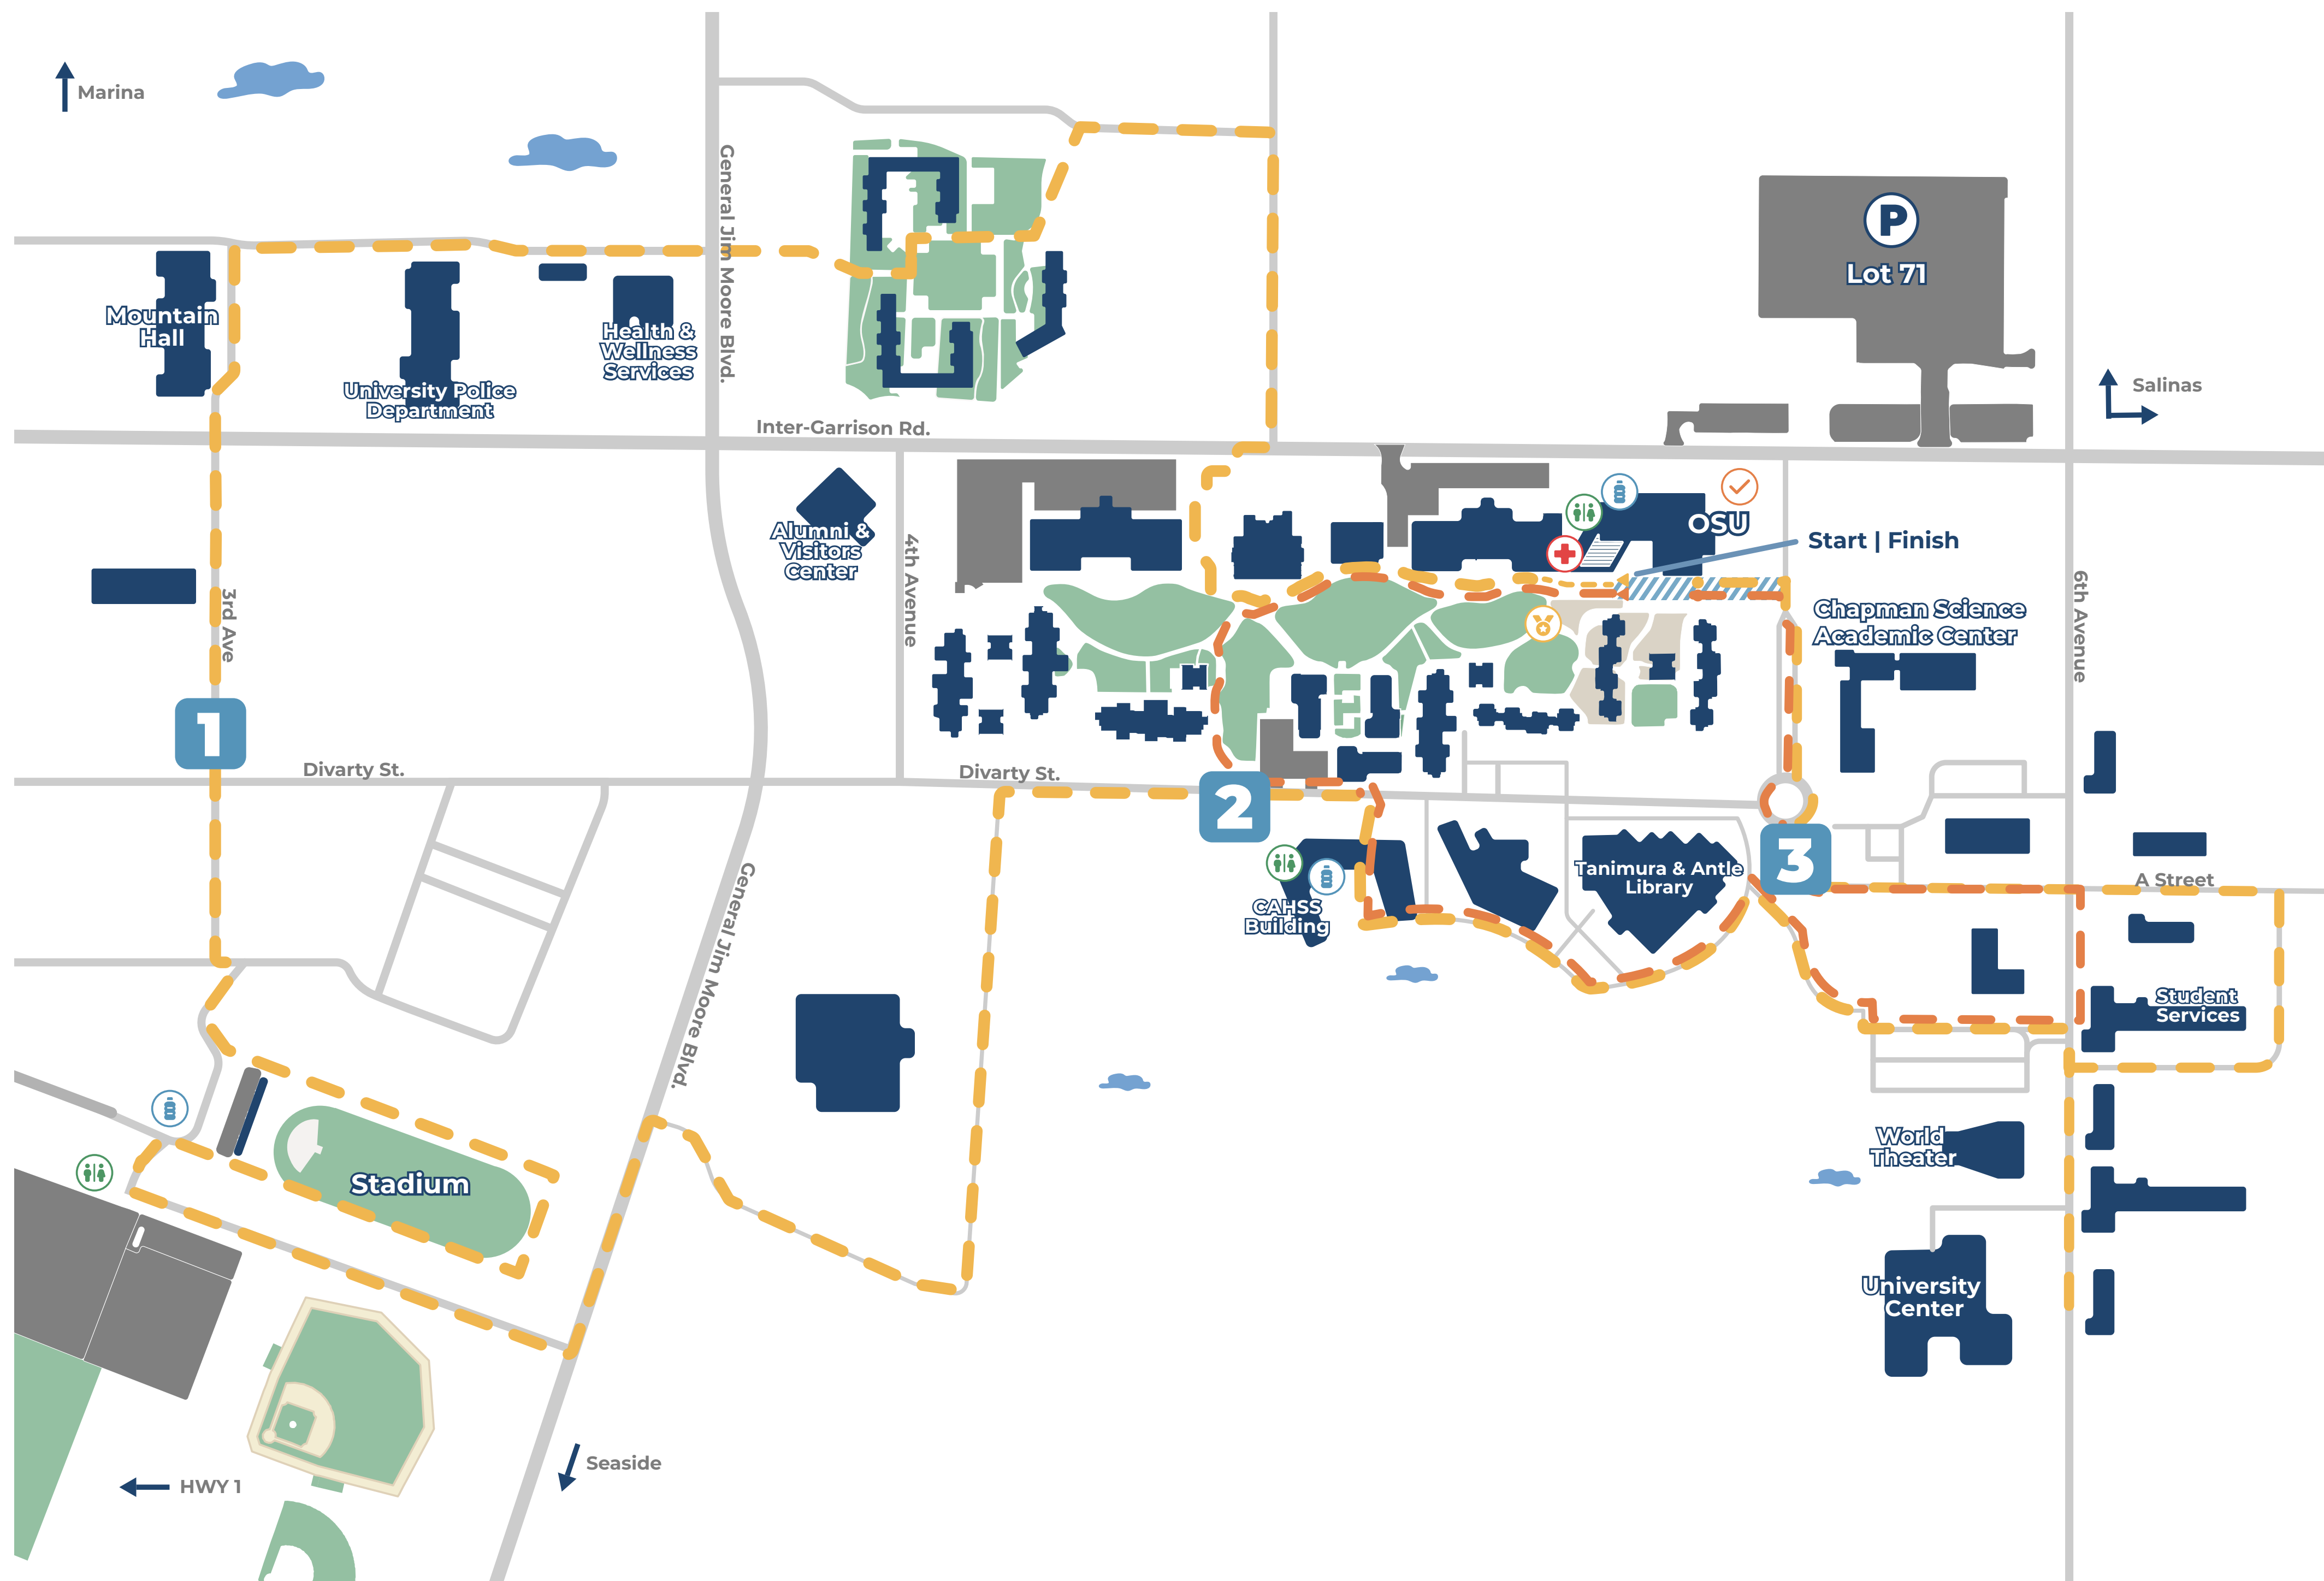 Marina
General Jim Moore Blvd.
P
Lot 71
Mountain
Hall
Health &
Wellness
Services
University Police
Department
Salinas
Inter-Garrison Rd.
Alumni &
Visitors
Center
OSU
Start | Finish
4th Avenue
3rd Ave
6th Avenue
Chapman Science
Academic Center
1
Divarty St.
Divarty St.
2
3
Tanimura & Antle
Library
A Street
CAHSS
Building
General Jim Moore Blvd.
Student
Services
World
Theater
Stadium
University
Center
Seaside
HWY 1